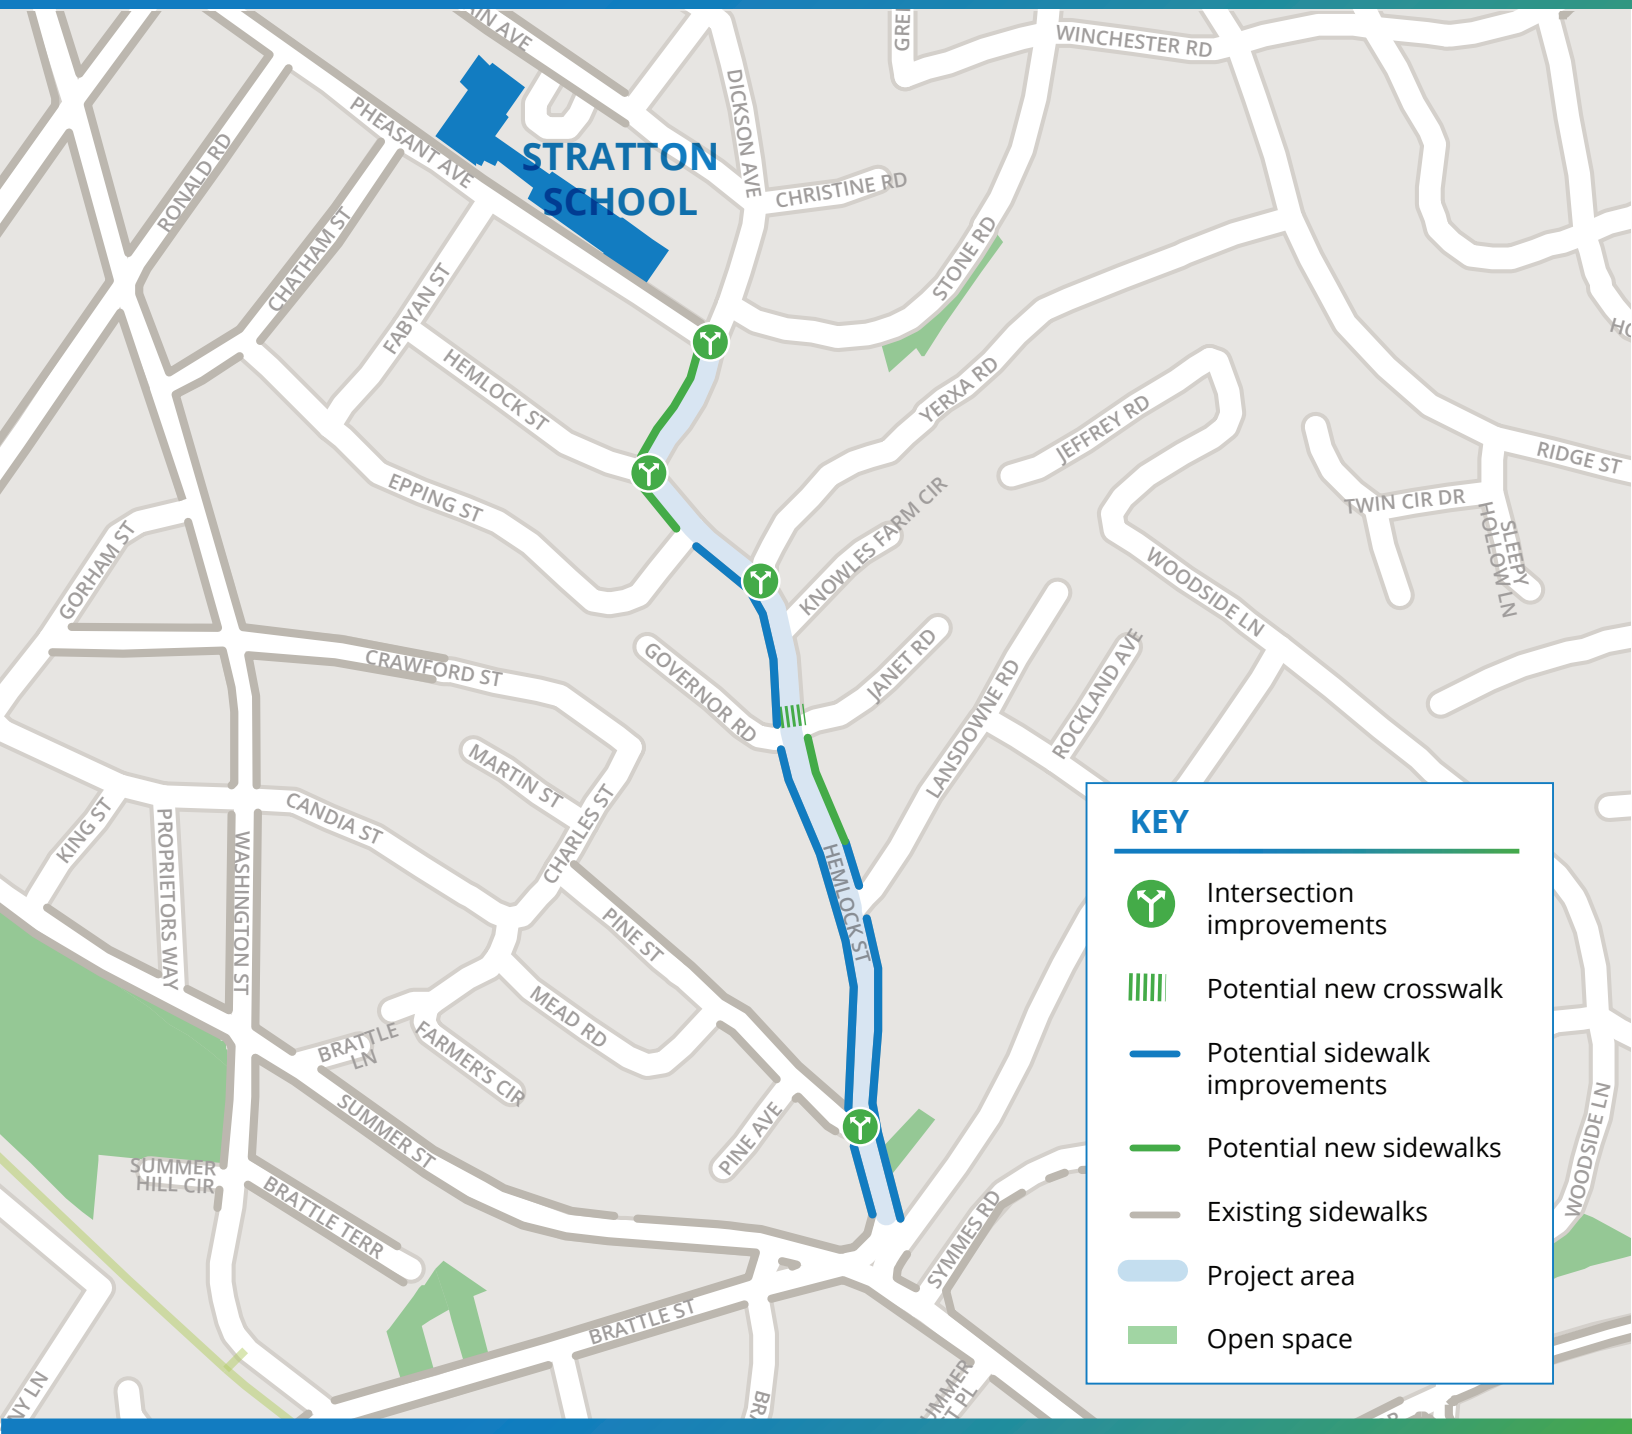 AIN AVE
GREE
WINCHESTER RD
DICKSON AVE
PHEASANT AVE
STRATTON
SCHOOL
CHRISTINE RD
RONALD RD
CHATHAM ST
STONE RD
FABYAN ST
HEMLOCK ST
YERXA RD
JEFFREY RD
RIDGE ST
EPPING ST
TWIN CIR DR
SLEEPY
HOLLOW LN
KNOWLES FARM CIR
GORHAM ST
WOODSIDE LN
CRAWFORD ST
GOVERNOR RD
JANET RD
LANSDOWNE RD
ROCKLAND AVE
MARTIN ST
CHARLES ST
KING ST
PROPRIETORS WAY
WASHINGTON ST
CANDIA ST
HEMLOCK ST
PINE ST
MEAD RD
BRATTLE
LN
FARMER'S CIR
SUMMER ST
PINE AVE
SUMMER
HILL CIR
BRATTLE TERR
SYMMES RD
WOODSIDE LN
BRATTLE ST
KEY
Intersection
improvements
Potential new crosswalk
Potential sidewalk
improvements
Potential new sidewalks
Existing sidewalks
Project area
Open space